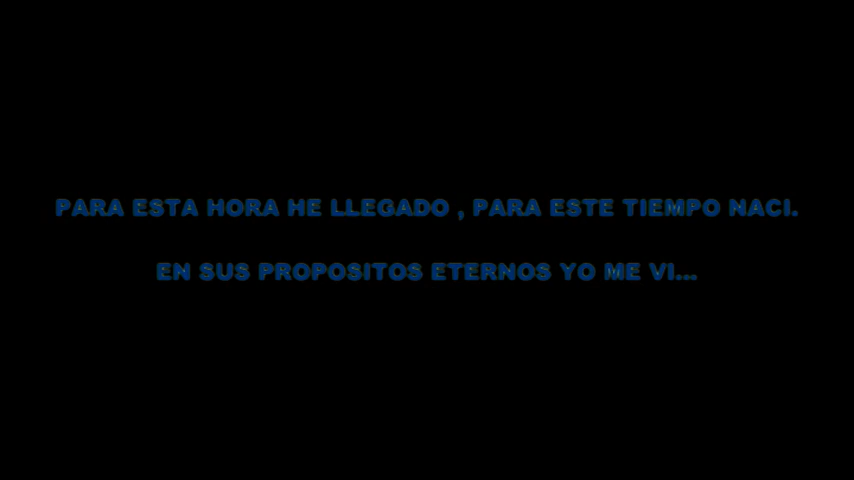 PARA ESTA HORA HE LLEGADO , PARA ESTE TIEMPO NACI.
EN SUS PROPOSITOS ETERNOS YO ME VI...